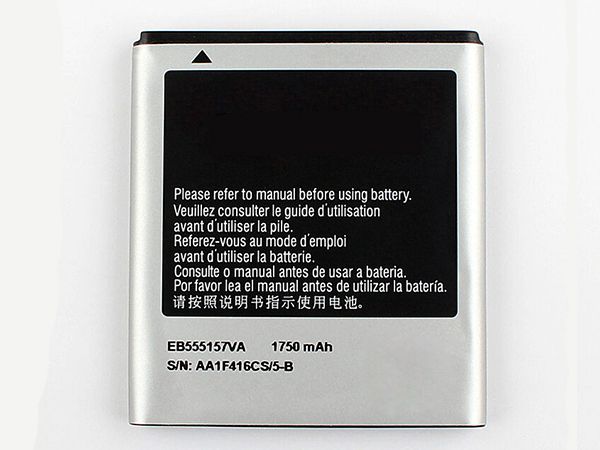 Please refer to manual before using battery.
Veuillez consulter le guide d'utilisation
avant d'utiliser la pile.
Referez-vous au mode d'emploi
avant d'utiliser la batterie.
Consulte o manual antes de usar a bateria.
Por favor lea el manual antes de utilizar la batería.
请按照说明书指示使用电池。
EB555157VA 1750 mAh
S/N: AA1F416CS/5-B